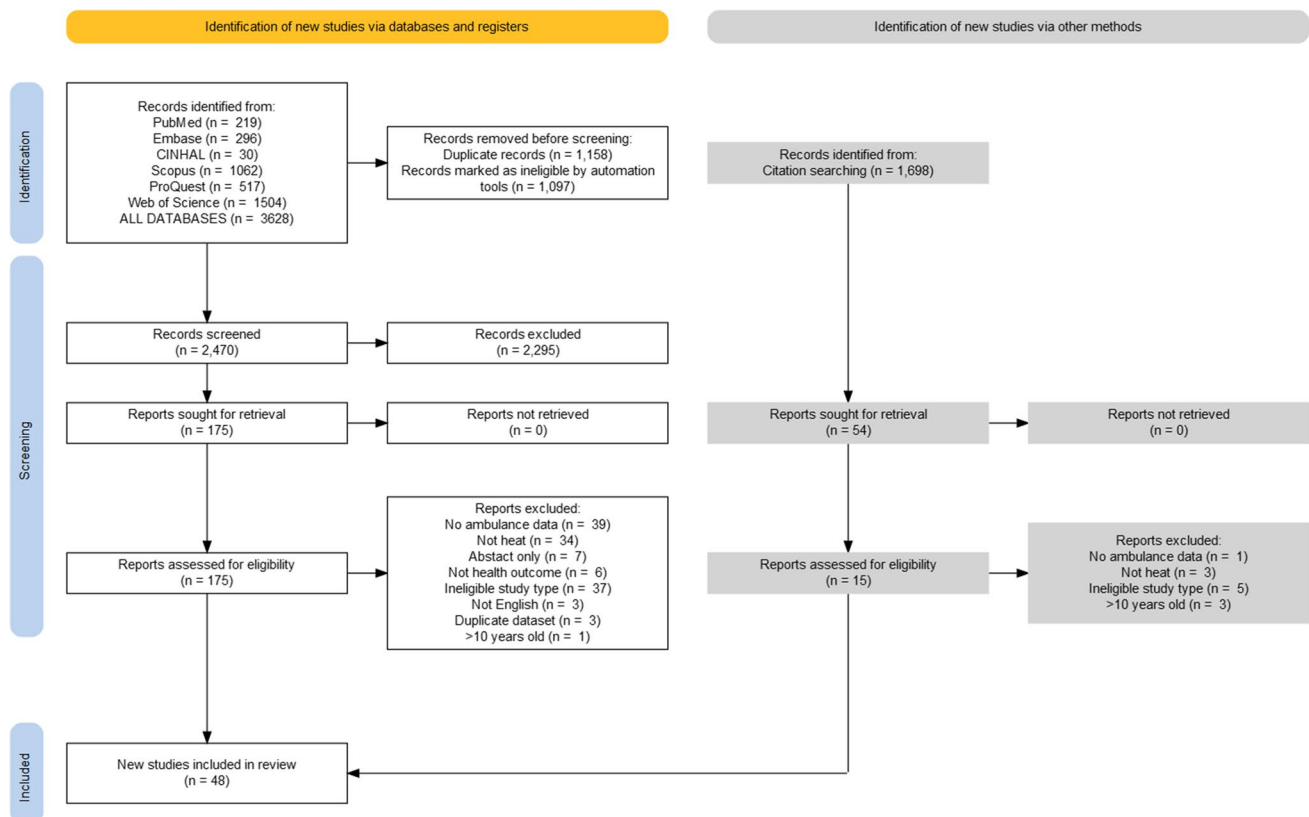 Identification of new studies via databases and registers
Identification of new studies via other methods
Identification
Records identified from:
PubMed (n = 219)
Embase (n = 296)
CINHAL (n = 30)
Scopus (n = 1062)
ProQuest (n = 517)
Web of Science (n = 1504)
ALL DATABASES (n = 3628)
Records removed before screening:
Duplicate records (n = 1,158)
Records marked as ineligible by automation
tools (n = 1,097)
Records identified from:
Citation searching (n = 1,698)
Screening
Records screened
(n = 2,470)
Records excluded
(n = 2,295)
Reports sought for retrieval
(n = 175)
Reports not retrieved
(n = 0)
Reports sought for retrieval
(n = 54)
Reports not retrieved
(n = 0)
Reports assessed for eligibility
(n = 175)
Reports excluded:
No ambulance data (n = 39)
Not heat (n = 34)
Abstact only (n = 7)
Not health outcome (n = 6)
Ineligible study type (n = 37)
Not English (n = 3)
Duplicate dataset (n = 3)
>10 years old (n = 1)
Reports assessed for eligibility
(n = 15)
Reports excluded:
No ambulance data (n = 1)
Not heat (n = 3)
Ineligible study type (n = 5)
>10 years old (n = 3)
Included
New studies included in review
(n = 48)